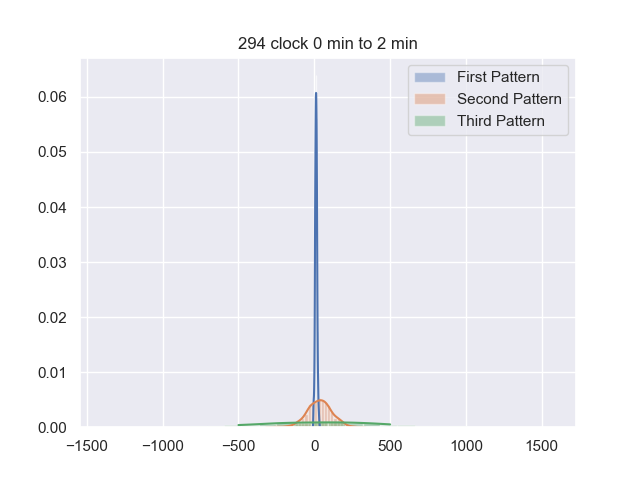 294 clock 0 min to 2 min
First Pattern
Second Pattern
Third Pattern
0.06
0.05
0.04
0.03
0.02
0.01
0.00
−1500 −1000 −500 0 500 1000 1500